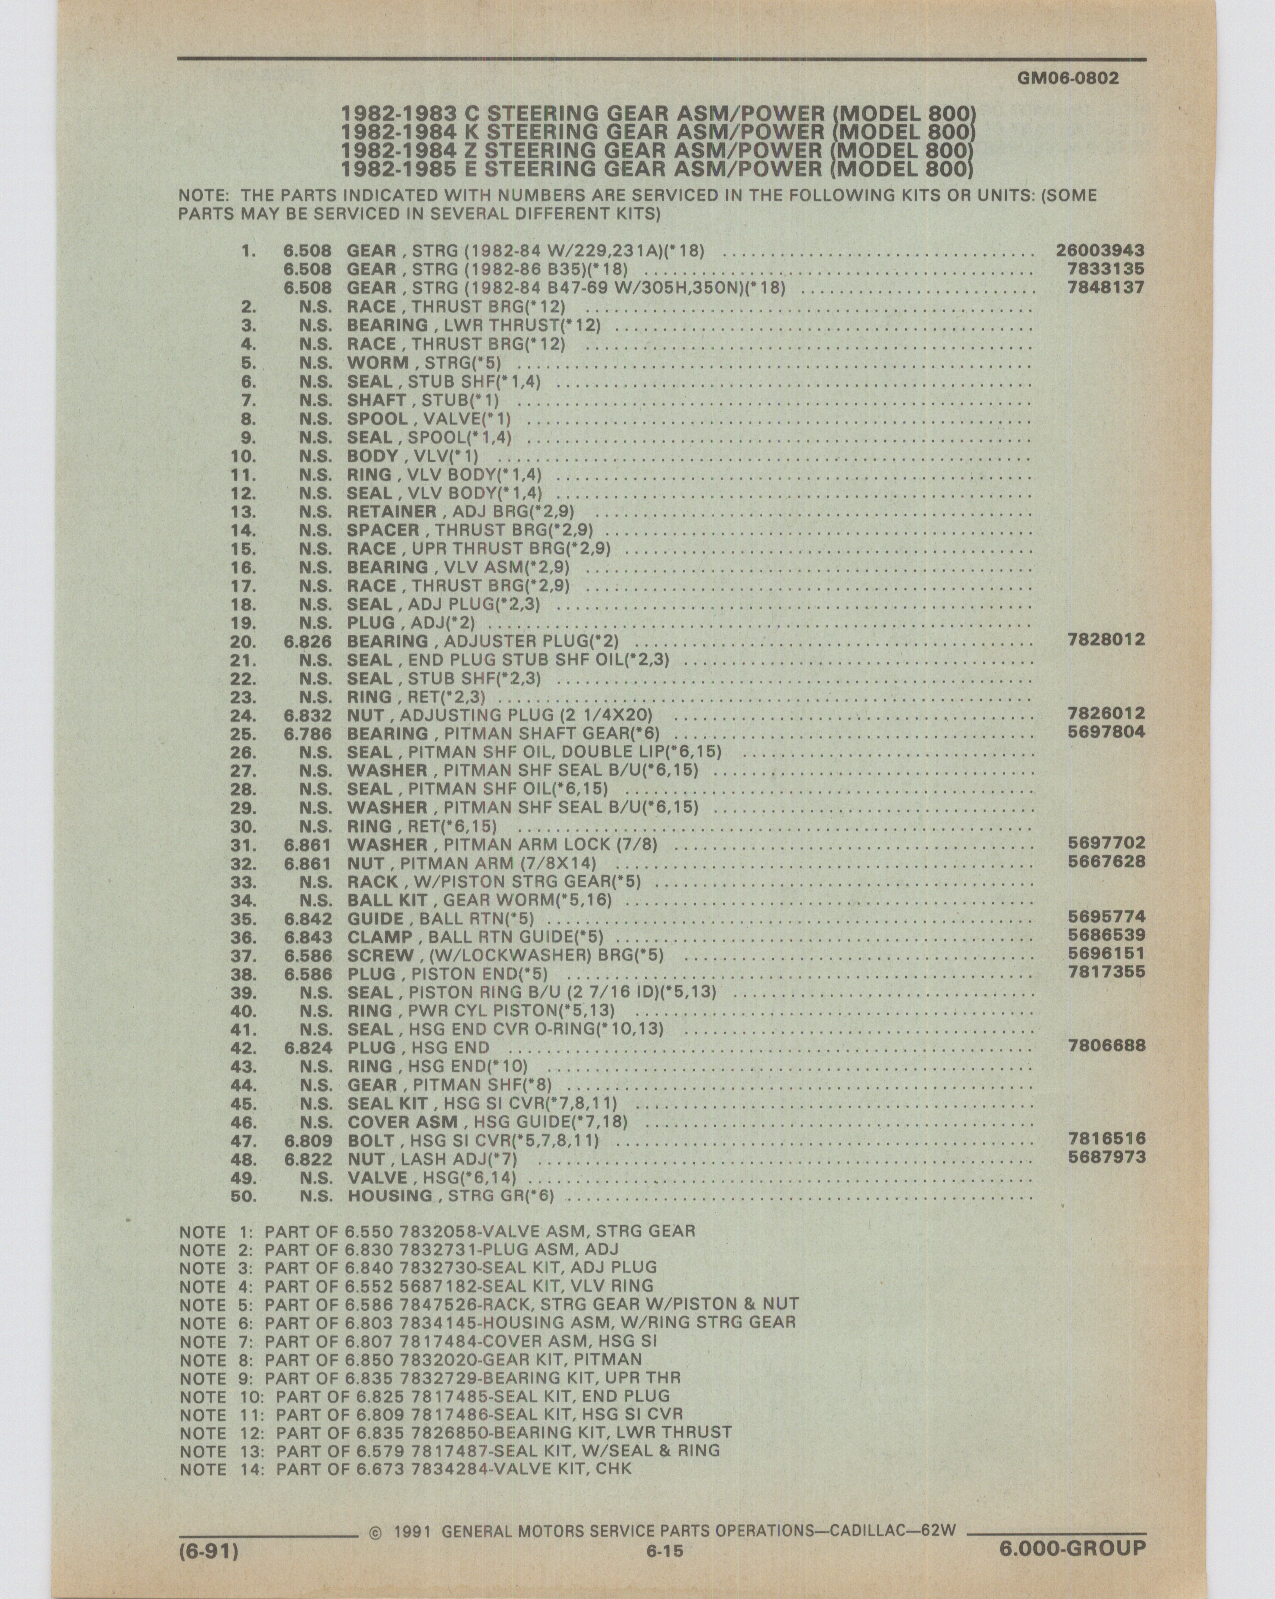 GM06-0802
1982-1983 C STEERING GEAR ASM/POWER (MODEL 800)
1982-1984 K STEERING GEAR ASM/POWER (MODEL 800)
1982-1984 Z STEERING GEAR ASM/POWER (MODEL 800)
1982-1985 E STEERING GEAR ASM/POWER (MODEL 800)
NOTE: THE PARTS INDICATED WITH NUMBERS ARE SERVICED IN THE FOLLOWING KITS OR UNITS: (SOME
PARTS MAY BE SERVICED IN SEVERAL DIFFERENT KITS)
1. 6.508 GEAR , STRG (1982-84 W/229,231A)(*18) ................................. 26003943
6.508 GEAR , STRG (1982-86 B35)(*18) ......................................... 7833135
6.508 GEAR , STRG (1982-84 B47-69 W/305H,350N)(*18) ......................... 7848137
2. N.S. RACE , THRUST BRG(*12) ...............................................
3. N.S. BEARING , LWR THRUST(*12) ............................................
4. N.S. RACE , THRUST BRG(*12) ...............................................
5. N.S. WORM , STRG(*5) ......................................................
6. N.S. SEAL , STUB SHF(*1,4) ..................................................
7. N.S. SHAFT , STUB(*1) ......................................................
8. N.S. SPOOL , VALVE(*1) .....................................................
9. N.S. SEAL , SPOOL(*1,4) .....................................................
10. N.S. BODY , VLV(*1) ........................................................
11. N.S. RING , VLV BODY(*1,4) ..................................................
12. N.S. SEAL , VLV BODY(*1,4) ..................................................
13. N.S. RETAINER , ADJ BRG(*2,9) ..............................................
14. N.S. SPACER , THRUST BRG(*2,9) .............................................
15. N.S. RACE , UPR THRUST BRG(*2,9) ...........................................
16. N.S. BEARING , VLV ASM(*2,9) ...............................................
17. N.S. RACE , THRUST BRG(*2,9) ...............................................
18. N.S. SEAL , ADJ PLUG(*2,3) ..................................................
19. N.S. PLUG , ADJ(*2) ........................................................
20. 6.826 BEARING , ADJUSTER PLUG(*2) .......................................... 7828012
21. N.S. SEAL , END PLUG STUB SHF OIL(*2,3) .....................................
22. N.S. SEAL , STUB SHF(*2,3) ..................................................
23. N.S. RING , RET(*2,3) ........................................................
24. 6.832 NUT , ADJUSTING PLUG (2 1/4X20) ...................................... 7826012
25. 6.786 BEARING , PITMAN SHAFT GEAR(*6) ....................................... 5697804
26. N.S. SEAL , PITMAN SHF OIL, DOUBLE LIP(*6,15) ...............................
27. N.S. WASHER , PITMAN SHF SEAL B/U(*6,15) ..................................
28. N.S. SEAL , PITMAN SHF OIL(*6,15) ...........................................
29. N.S. WASHER , PITMAN SHF SEAL B/U(*6,15) ..................................
30. N.S. RING , RET(*6,15) ......................................................
31. 6.861 WASHER , PITMAN ARM LOCK (7/8) ....................................... 5697702
32. 6.861 NUT , PITMAN ARM (7/8X14) ............................................ 5667628
33. N.S. RACK , W/PISTON STRG GEAR(*5) ........................................
34. N.S. BALL KIT , GEAR WORM(*5,16) ...........................................
35. 6.842 GUIDE , BALL RTN(*5) ................................................... 5695774
36. 6.843 CLAMP , BALL RTN GUIDE(*5) ............................................ 5686539
37. 6.586 SCREW , (W/LOCKWASHER) BRG(*5) ....................................... 5696151
38. 6.586 PLUG , PISTON END(*5) ................................................. 7817355
39. N.S. SEAL , PISTON RING B/U (2 7/16 ID)(*5,13) ................................
40. N.S. RING , PWR CYL PISTON(*5,13) ..........................................
41. N.S. SEAL , HSG END CVR O-RING(*10,13) .....................................
42. 6.824 PLUG , HSG END ....................................................... 7806688
43. N.S. RING , HSG END(*10) ...................................................
44. N.S. GEAR , PITMAN SHF(*8) .................................................
45. N.S. SEAL KIT , HSG SI CVR(*7,8,11) ..........................................
46. N.S. COVER ASM , HSG GUIDE(*7,18) .........................................
47. 6.809 BOLT , HSG SI CVR(*5,7,8,11) ............................................ 7816516
48. 6.822 NUT , LASH ADJ(*7) .................................................... 5687973
49. N.S. VALVE , HSG(*6,14) .....................................................
50. N.S. HOUSING , STRG GR(*6) .................................................
NOTE 1: PART OF 6.550 7832058-VALVE ASM, STRG GEAR
NOTE 2: PART OF 6.830 7832731-PLUG ASM, ADJ
NOTE 3: PART OF 6.840 7832730-SEAL KIT, ADJ PLUG
NOTE 4: PART OF 6.552 5687182-SEAL KIT, VLV RING
NOTE 5: PART OF 6.586 7847526-RACK, STRG GEAR W/PISTON & NUT
NOTE 6: PART OF 6.803 7834145-HOUSING ASM, W/RING STRG GEAR
NOTE 7: PART OF 6.807 7817484-COVER ASM, HSG SI
NOTE 8: PART OF 6.850 7832020-GEAR KIT, PITMAN
NOTE 9: PART OF 6.835 7832729-BEARING KIT, UPR THR
NOTE 10: PART OF 6.825 7817485-SEAL KIT, END PLUG
NOTE 11: PART OF 6.809 7817486-SEAL KIT, HSG SI CVR
NOTE 12: PART OF 6.835 7826850-BEARING KIT, LWR THRUST
NOTE 13: PART OF 6.579 7817487-SEAL KIT, W/SEAL & RING
NOTE 14: PART OF 6.673 7834284-VALVE KIT, CHK
© 1991 GENERAL MOTORS SERVICE PARTS OPERATIONS—CADILLAC—62W
(6-91) 6-15 6.000-GROUP